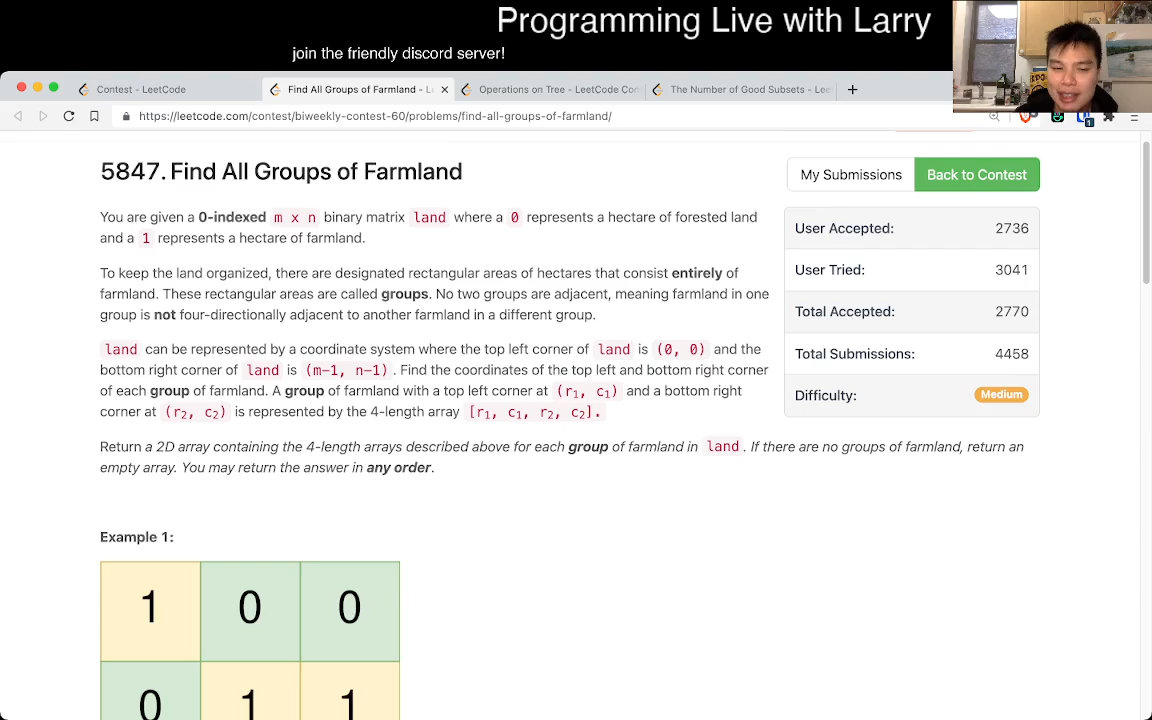 Programming Live with Larry
join the friendly discord server!
Contest - LeetCode
Find All Groups of Farmland - L
Operations on Tree - LeetCode Con
The Number of Good Subsets - Lee
https://leetcode.com/contest/biweekly-contest-60/problems/find-all-groups-of-farmland/
1
5847. Find All Groups of Farmland
My Submissions
Back to Contest
You are given a 0-indexed m x n binary matrix land where a 0 represents a hectare of forested land
and a 1 represents a hectare of farmland.
User Accepted: 2736
User Tried: 3041
Total Accepted: 2770
Total Submissions: 4458
Difficulty: Medium
To keep the land organized, there are designated rectangular areas of hectares that consist entirely of
farmland. These rectangular areas are called groups. No two groups are adjacent, meaning farmland in one
group is not four-directionally adjacent to another farmland in a different group.
land can be represented by a coordinate system where the top left corner of land is (0, 0) and the
bottom right corner of land is (m-1, n-1). Find the coordinates of the top left and bottom right corner
of each group of farmland. A group of farmland with a top left corner at (r₁, c₁) and a bottom right
corner at (r₂, c₂) is represented by the 4-length array [r₁, c₁, r₂, c₂].
Return a 2D array containing the 4-length arrays described above for each group of farmland in land. If there are no groups of farmland, return an
empty array. You may return the answer in any order.
Example 1:
1 0 0
0 1 1